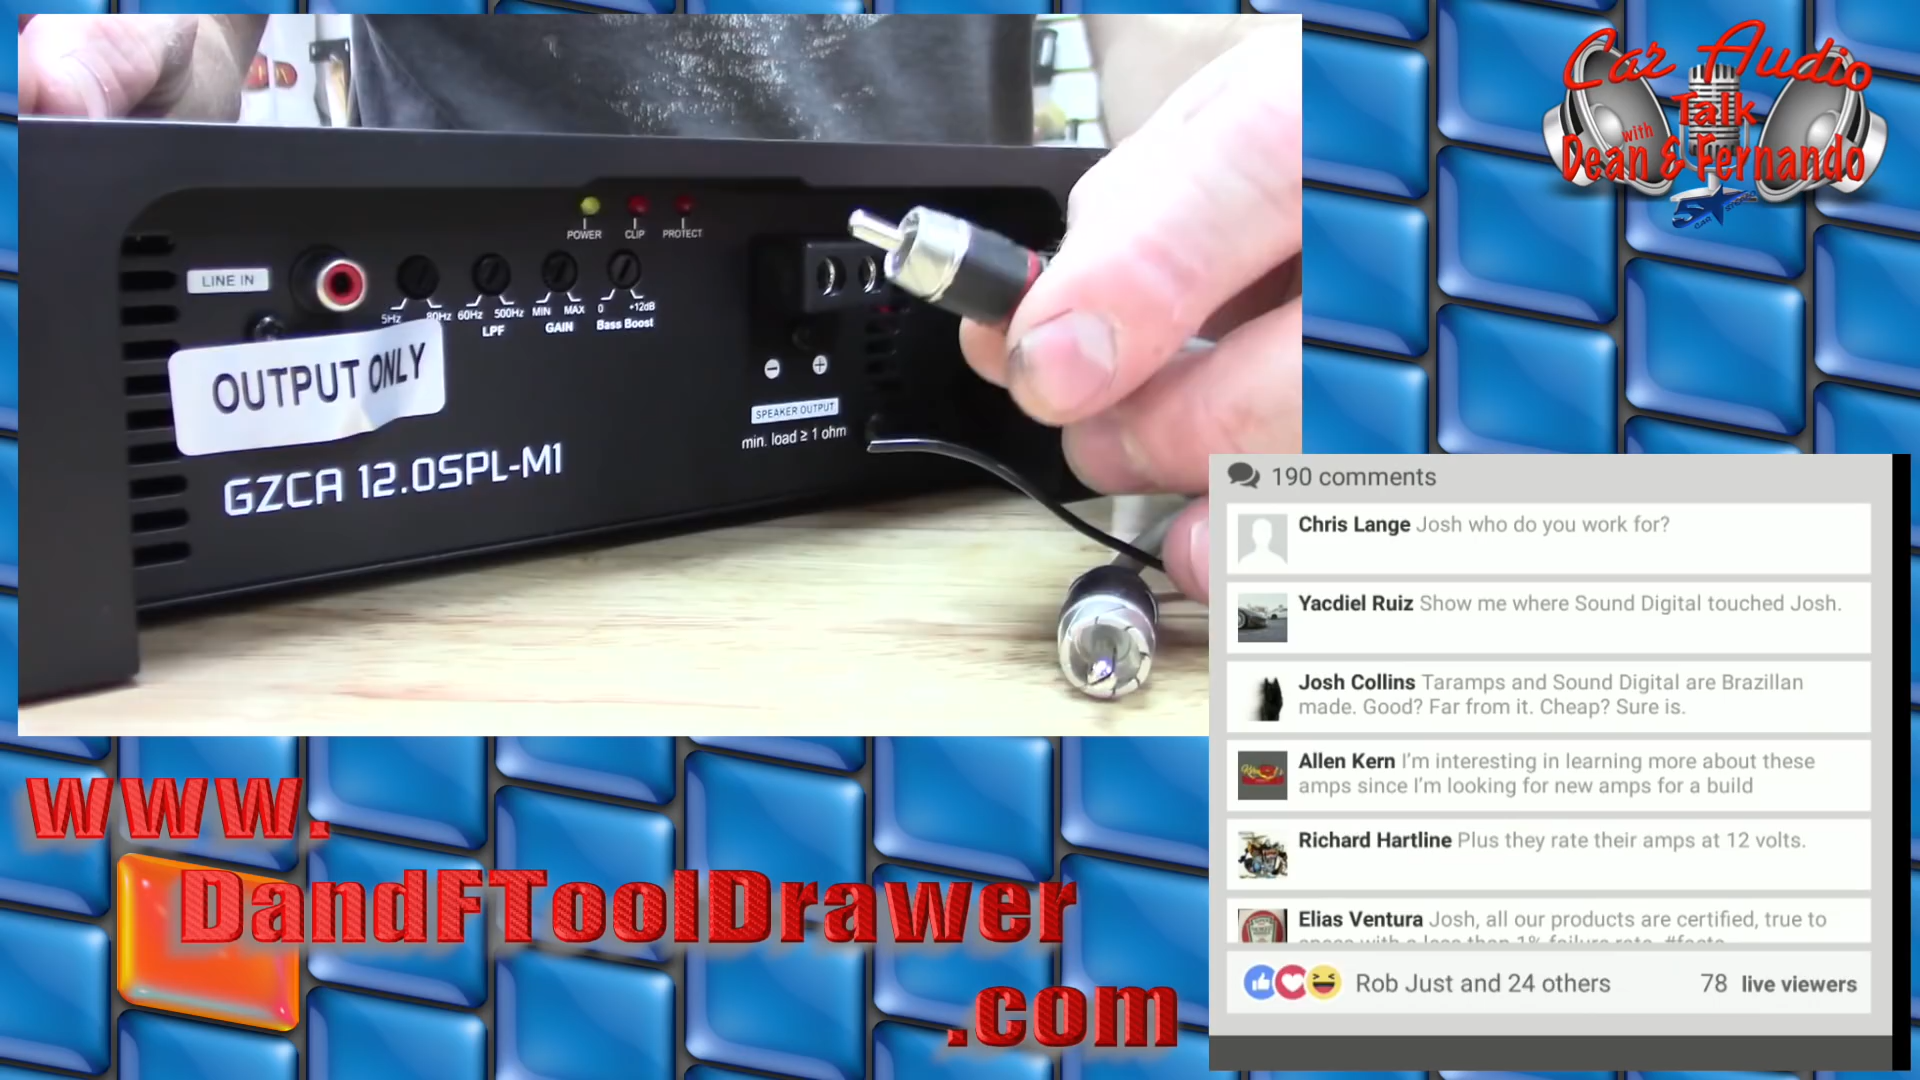 Car Audio
Talk
with
Dean & Fernando
POWER
CLIP
PROTECT
LINE IN
5Hz
80Hz
60Hz
500Hz
MIN
MAX
0
+12dB
LPF
GAIN
Bass Boost
OUTPUT ONLY
SPEAKER OUTPUT
min. load ≥ 1 ohm
GZCA 12.0SPL-M1
190 comments
Chris Lange Josh who do you work for?
Yacdiel Ruiz Show me where Sound Digital touched Josh.
Josh Collins Taramps and Sound Digital are Brazillan
made. Good? Far from it. Cheap? Sure is.
Allen Kern I'm interesting in learning more about these
amps since I'm looking for new amps for a build
Richard Hartline Plus they rate their amps at 12 volts.
Elias Ventura Josh, all our products are certified, true to
Rob Just and 24 others
78 live viewers
www.
DandFToolDrawer
.com